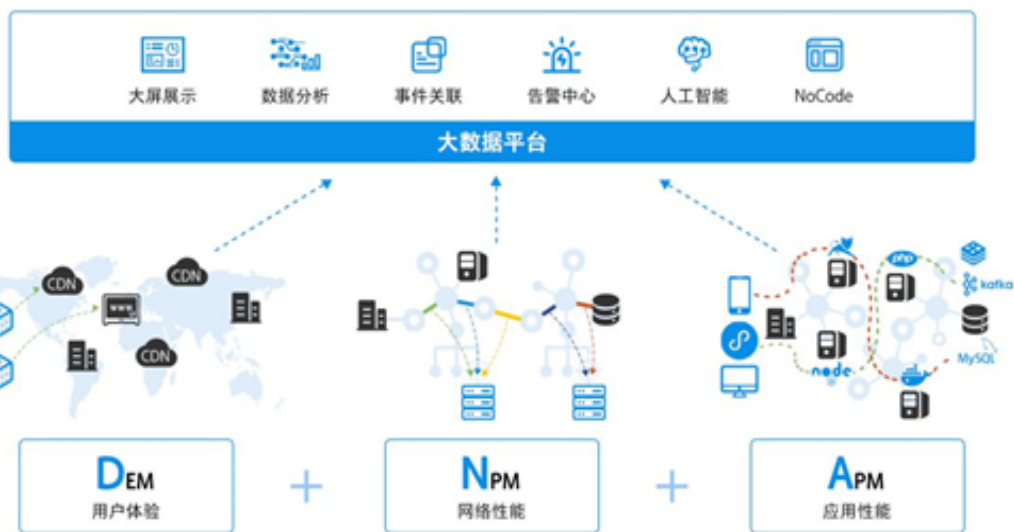 大屏展示 数据分析 事件关联 告警中心 人工智能 NoCode
大数据平台
CDN
CDN
CDN
www
php
kafka
node
MySQL
DEM + NPM + APM
用户体验 网络性能 应用性能